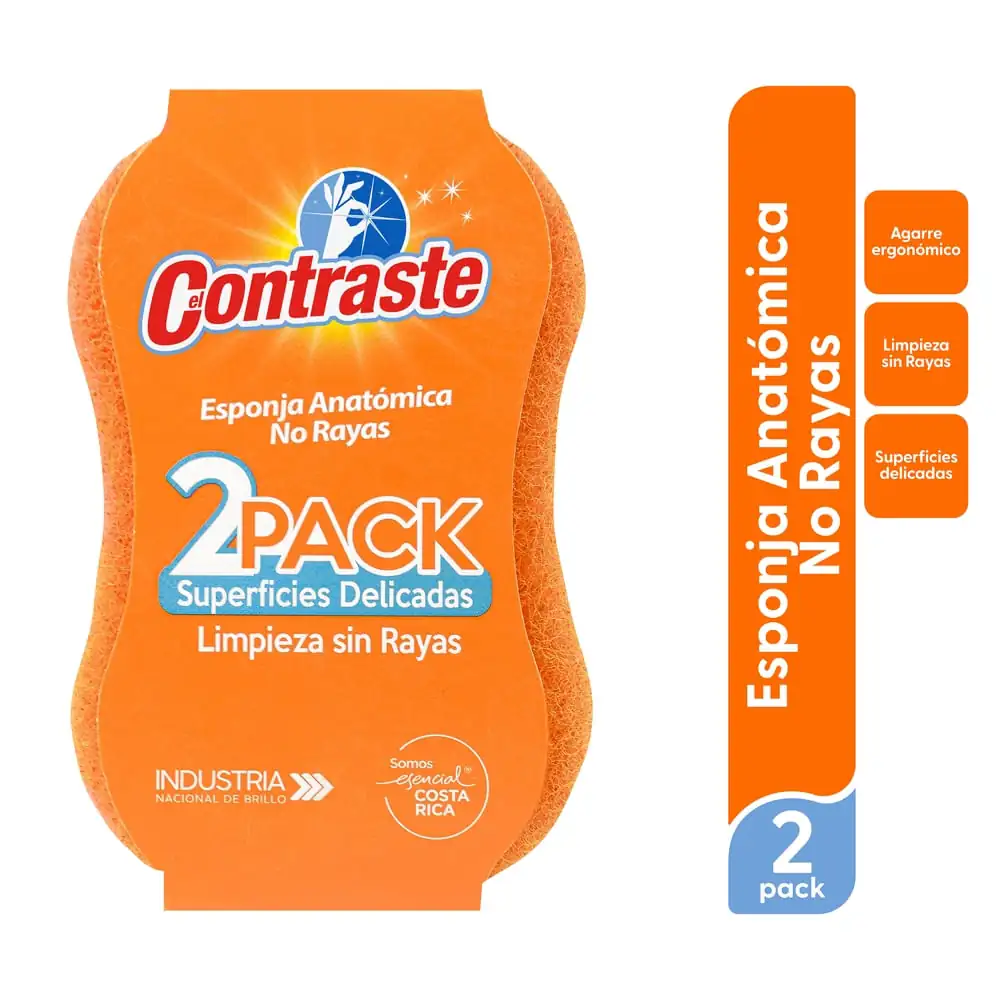 el Contraste
Esponja Anatómica
No Rayas
2PACK
Superficies Delicadas
Limpieza sin Rayas
INDUSTRIA
NACIONAL DE BRILLO
Somos
esencial®
COSTA
RICA
Esponja Anatómica
No Rayas
2
pack
Agarre
ergonómico
Limpieza
sin Rayas
Superficies
delicadas